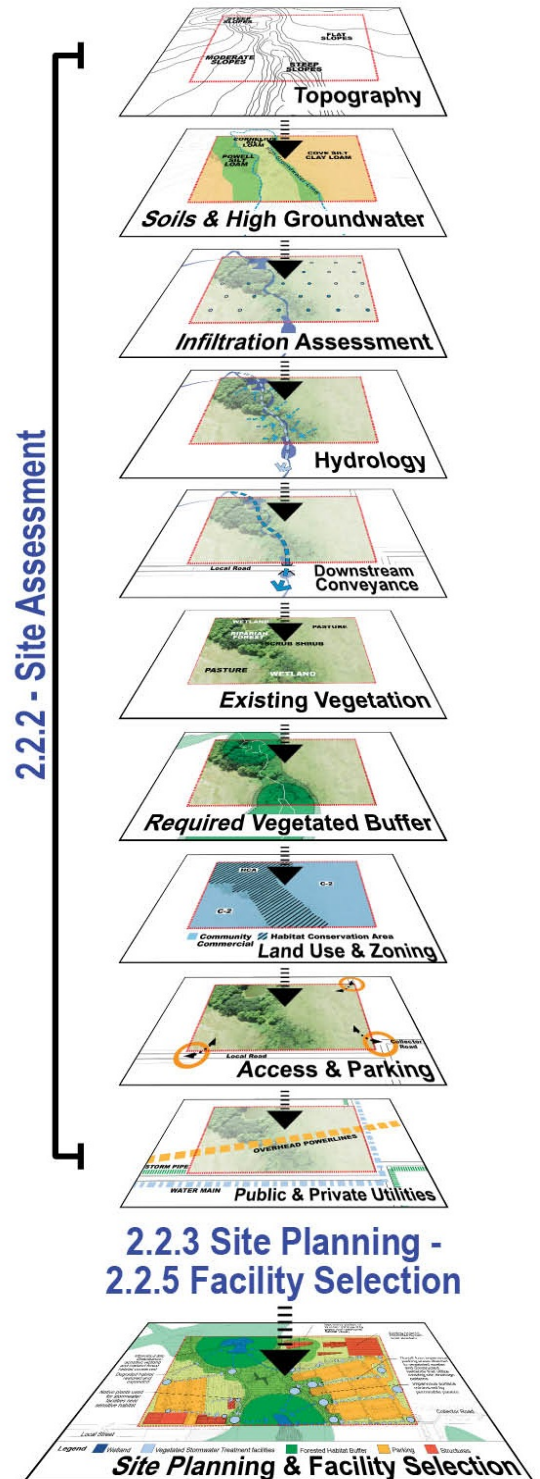 STEEP
SLOPES
FLAT
SLOPES
MODERATE
SLOPES
STEEP
SLOPES
Topography
CORNELIUS
LOAM
POWELL
SILT
LOAM
COVE SILT
CLAY LOAM
Soils & High Groundwater
Infiltration Assessment
Hydrology
Local Road
Downstream
Conveyance
WETLAND
PASTURE
RIPARIAN
FOREST
SCRUB SHRUB
PASTURE
WETLAND
Existing Vegetation
Required Vegetated Buffer
HCA
C-2
C-2
Community
Commercial
Habitat Conservation Area
Land Use & Zoning
Collector
Road
Local Road
Access & Parking
OVERHEAD POWERLINES
STORM PIPE
WATER MAIN
Public & Private Utilities
2.2.2 - Site Assessment
2.2.3 Site Planning -
2.2.5 Facility Selection
Collector Road
Local Street
Legend Wetland Vegetated Stormwater Treatment facilities Forested Habitat Buffer Parking Structures
Site Planning & Facility Selection